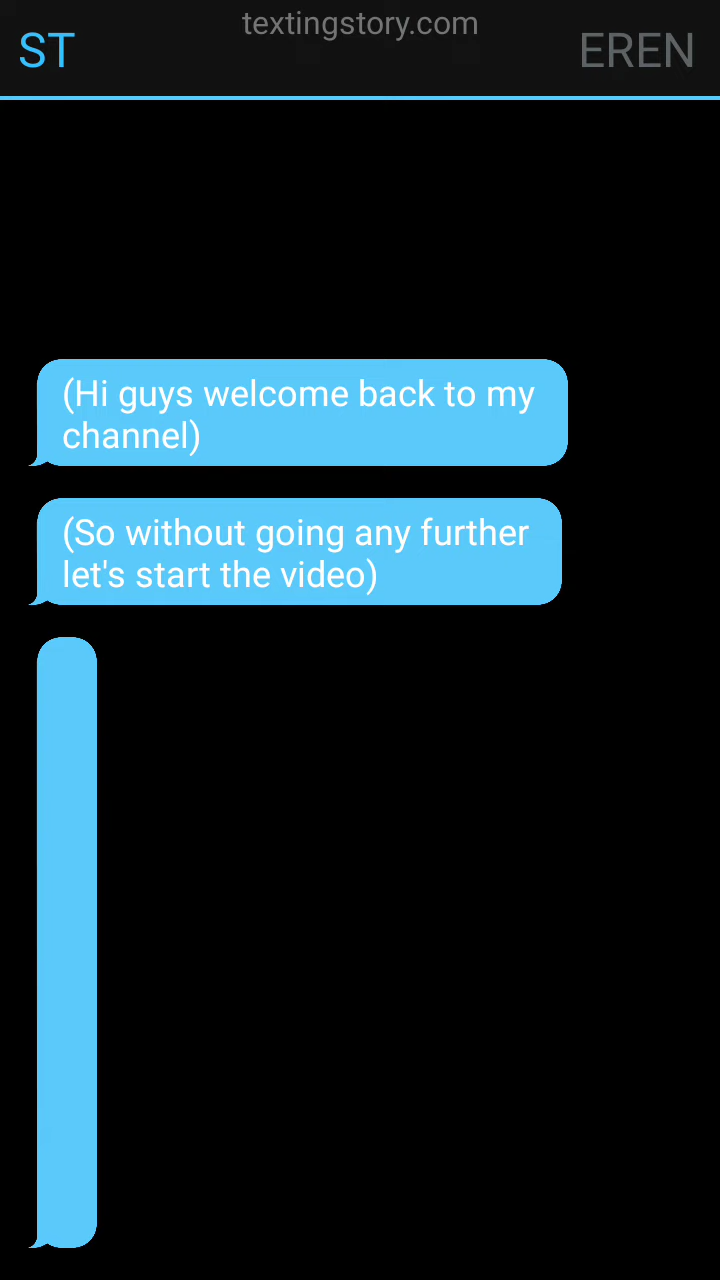 textingstory.com
ST
EREN
(Hi guys welcome back to my
channel)
(So without going any further
let's start the video)